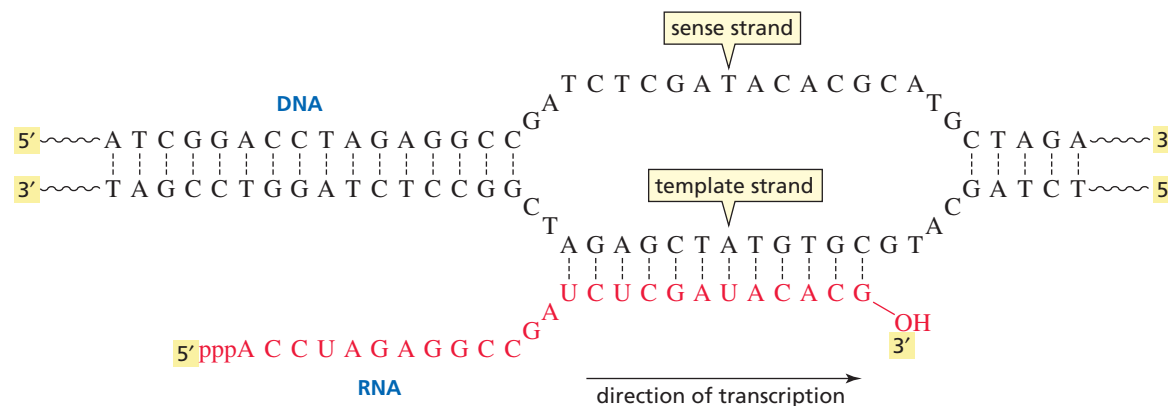 sense strand
DNA
G A T C T C G A T A C A C G C A T G
5′ A T C G G A C C T A G A G G C C C T A G A 3
3′ T A G C C T G G A T C T C C G G G A T C T 5
template strand
C T A G A G C T A T G T G C G T A C
G A U C U C G A U A C A C G OH
3′
5′ pppA C C U A G A G G C C
RNA
direction of transcription